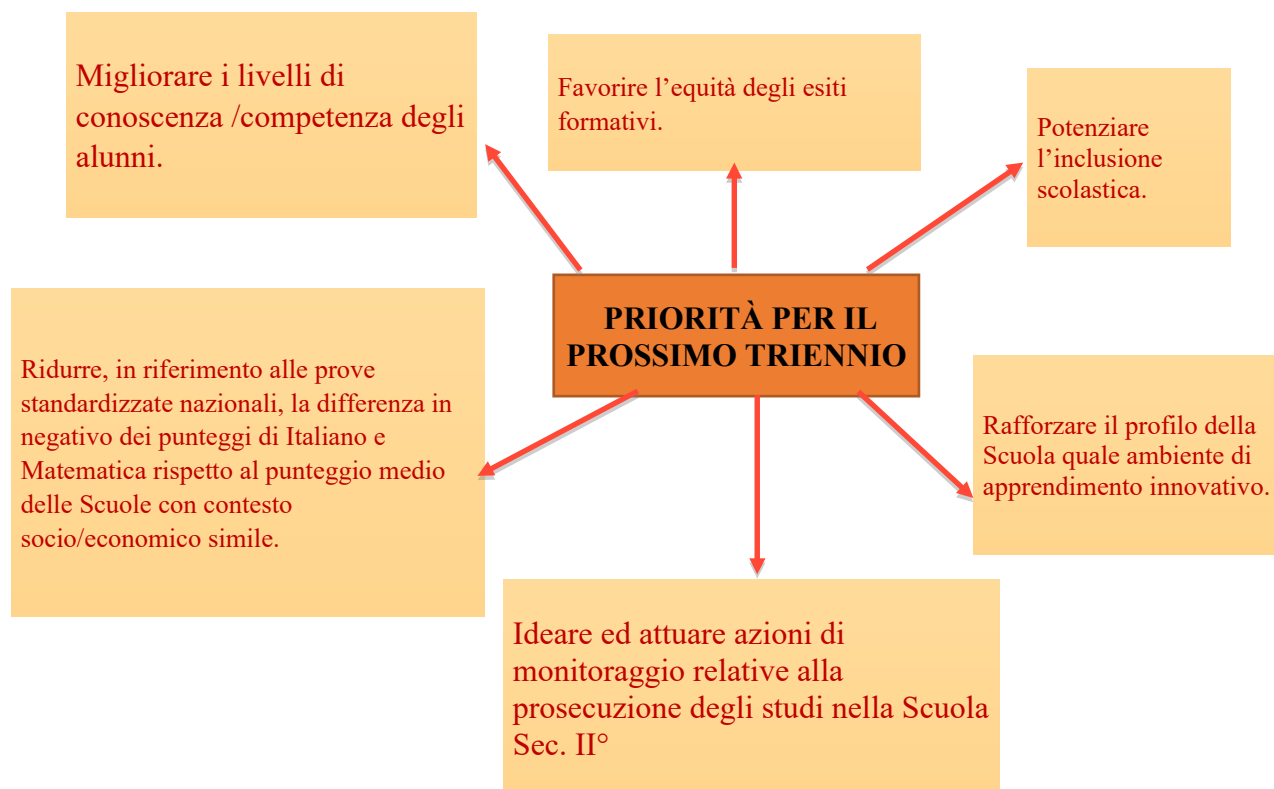 Migliorare i livelli di
conoscenza /competenza degli
alunni.
Favorire l’equità degli esiti
formativi.
Potenziare
l’inclusione
scolastica.
PRIORITÀ PER IL
PROSSIMO TRIENNIO
Ridurre, in riferimento alle prove
standardizzate nazionali, la differenza in
negativo dei punteggi di Italiano e
Matematica rispetto al punteggio medio
delle Scuole con contesto
socio/economico simile.
Rafforzare il profilo della
Scuola quale ambiente di
apprendimento innovativo.
Ideare ed attuare azioni di
monitoraggio relative alla
prosecuzione degli studi nella Scuola
Sec. II°